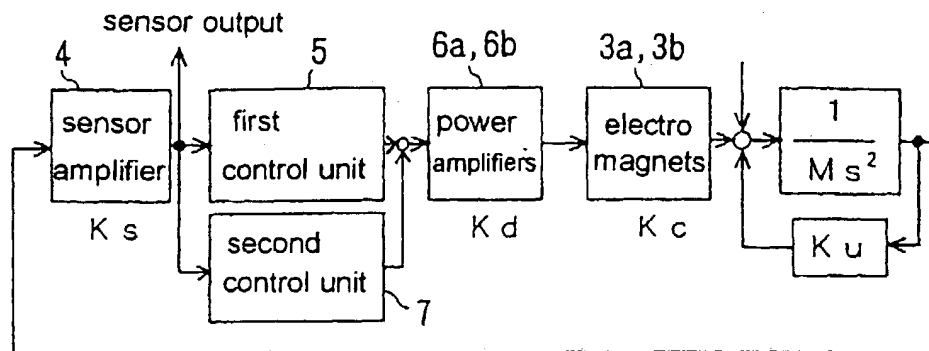 sensor output
4
5
6a, 6b
3a, 3b
sensor
amplifier
first
control unit
power
amplifiers
electro
magnets
1
M s²
K s
K d
K c
second
control unit
K u
7